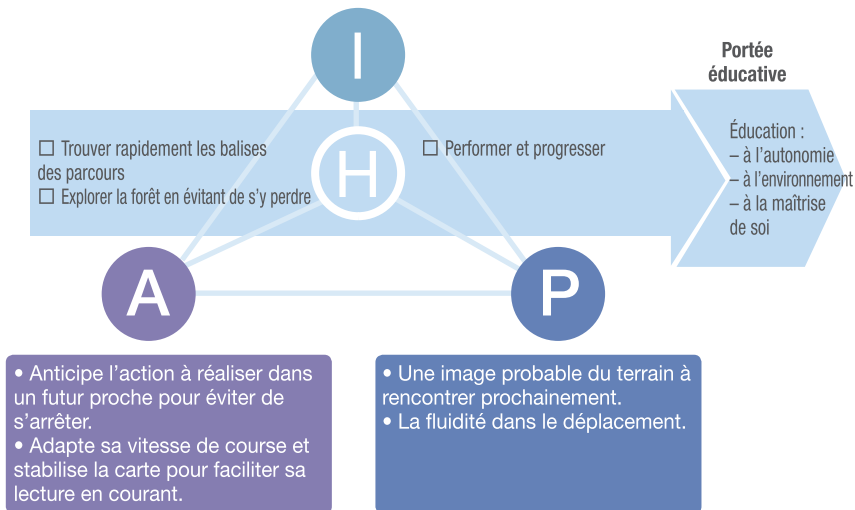 I
Portée
éducative
☐ Trouver rapidement les balises
des parcours
☐ Explorer la forêt en évitant de s'y perdre
H
☐ Performer et progresser
Éducation :
– à l'autonomie
– à l'environnement
– à la maîtrise
de soi
A
P
• Anticipe l'action à réaliser dans
un futur proche pour éviter de
s'arrêter.
• Adapte sa vitesse de course et
stabilise la carte pour faciliter sa
lecture en courant.
• Une image probable du terrain à
rencontrer prochainement.
• La fluidité dans le déplacement.